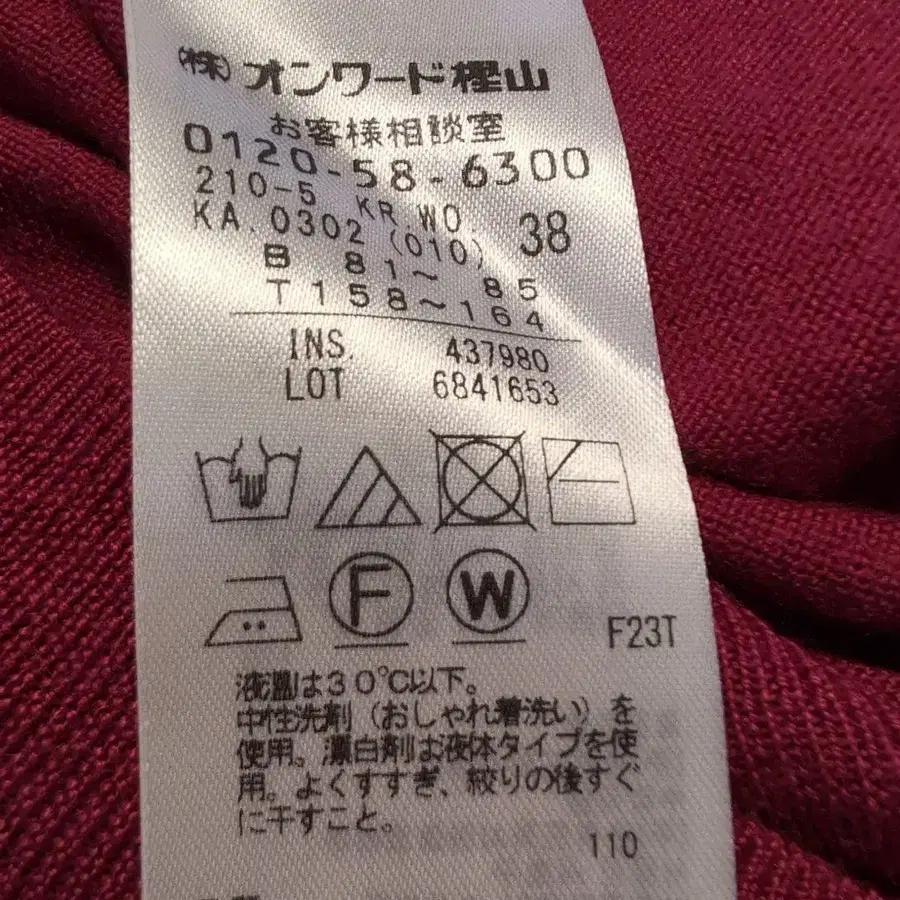 (株)オンワード樫山
お客様相談室
0120-58-6300
210-5 KR WO.
KA.0302 (010) 38
B 81～ 85
T 158～164
INS. 437980
LOT 6841653
F
W
F23T
液温は30℃以下。
中性洗剤（おしゃれ着洗い）を
使用。漂白剤は液体タイプを使
用。よくすすぎ、絞りの後すぐ
に干すこと。
110